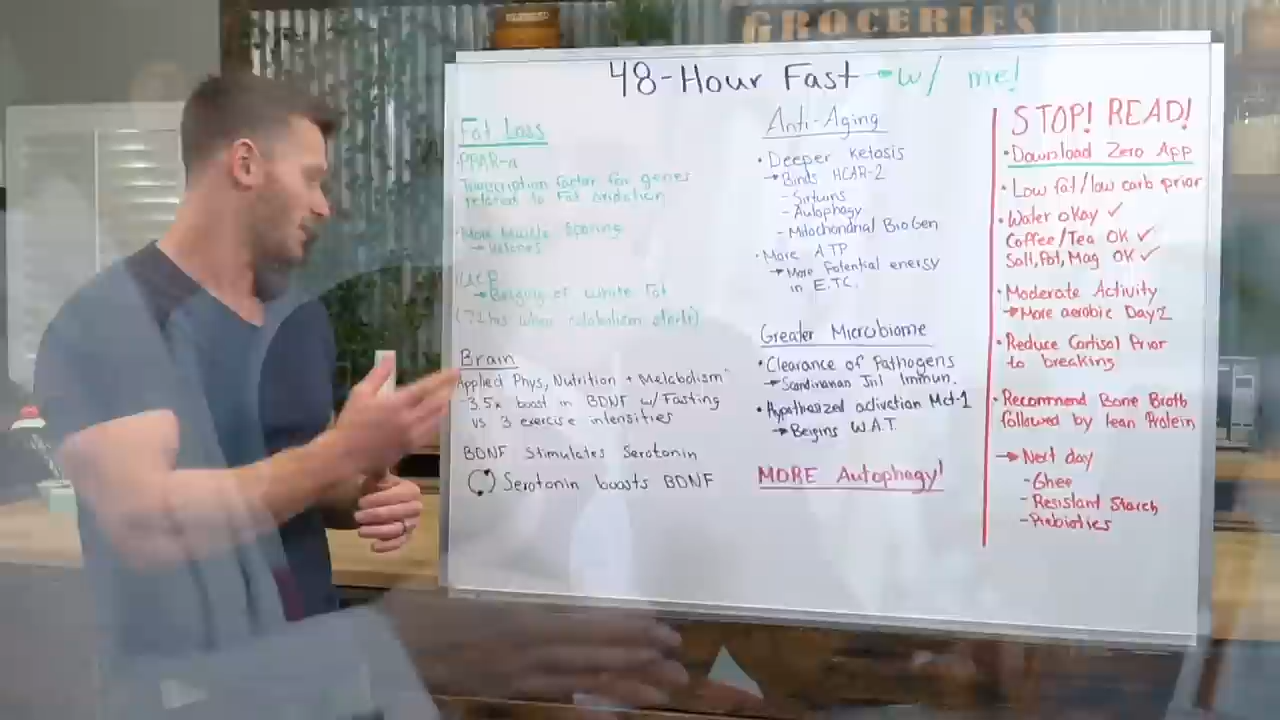 GROCERIES
48-Hour Fast → w/ me!
Fat Loss
·PPAR-α
Transcription factor for genes
related to Fat oxidation
·More Muscle Sparing
→ Ketones
·UCP
→Beiging of white fat
(72hrs when catabolism starts)
Brain
Applied Phys, Nutrition + Metabolism
-3.5x boost in BDNF w/ Fasting
vs 3 exercise intensities
BDNF Stimulates Serotonin
Serotonin boosts BDNF
Anti-Aging
• Deeper Ketosis
→ Binds HCAR-2
- Sirtuins
- Autophagy
- Mitochondrial BioGen
• More ATP
→ More Potential energy
in E.T.C.
Greater Microbiome
• Clearance of Pathogens
→ Scandinavian Jnl Immun.
• Hypothesized activation Mct-1
→ Beigins W.A.T.
MORE Autophagy!
STOP! READ!
• Download Zero App
• Low fat/low carb prior
• Water okay ✓
Coffee/Tea OK ✓
Salt, Pot, Mag OK ✓
• Moderate Activity
→ More aerobic Day 2
• Reduce Cortisol Prior
to breaking
• Recommend Bone Broth
followed by lean Protein
→ Next day
- Ghee
- Resistant Starch
- Prebiotics